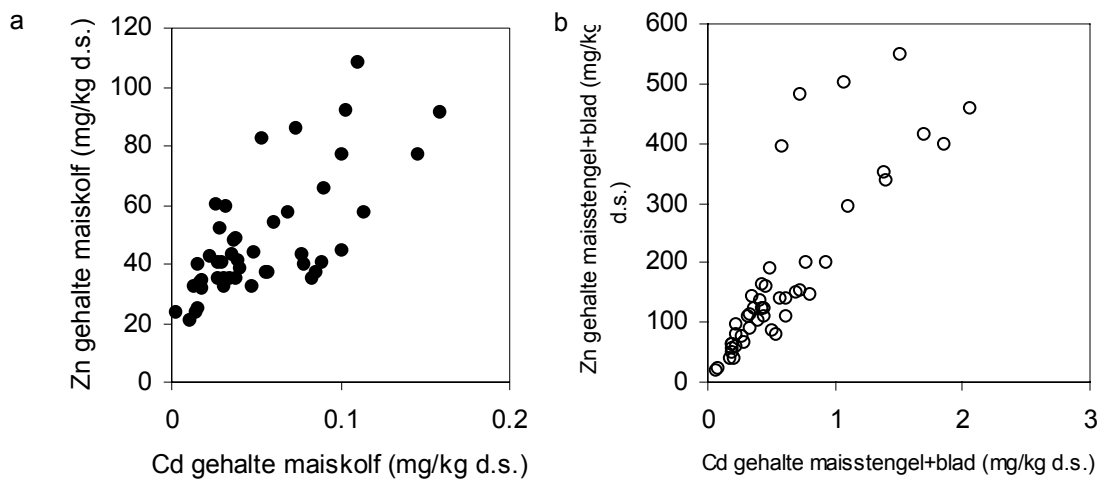 a
Zn gehalte maiskolf (mg/kg d.s.)
120
100
80
60
40
20
0
0 0.1 0.2
Cd gehalte maiskolf (mg/kg d.s.)
b
Zn gehalte maisstengel+blad (mg/kg
d.s.)
600
500
400
300
200
100
0
0 1 2 3
Cd gehalte maisstengel+blad (mg/kg d.s.)